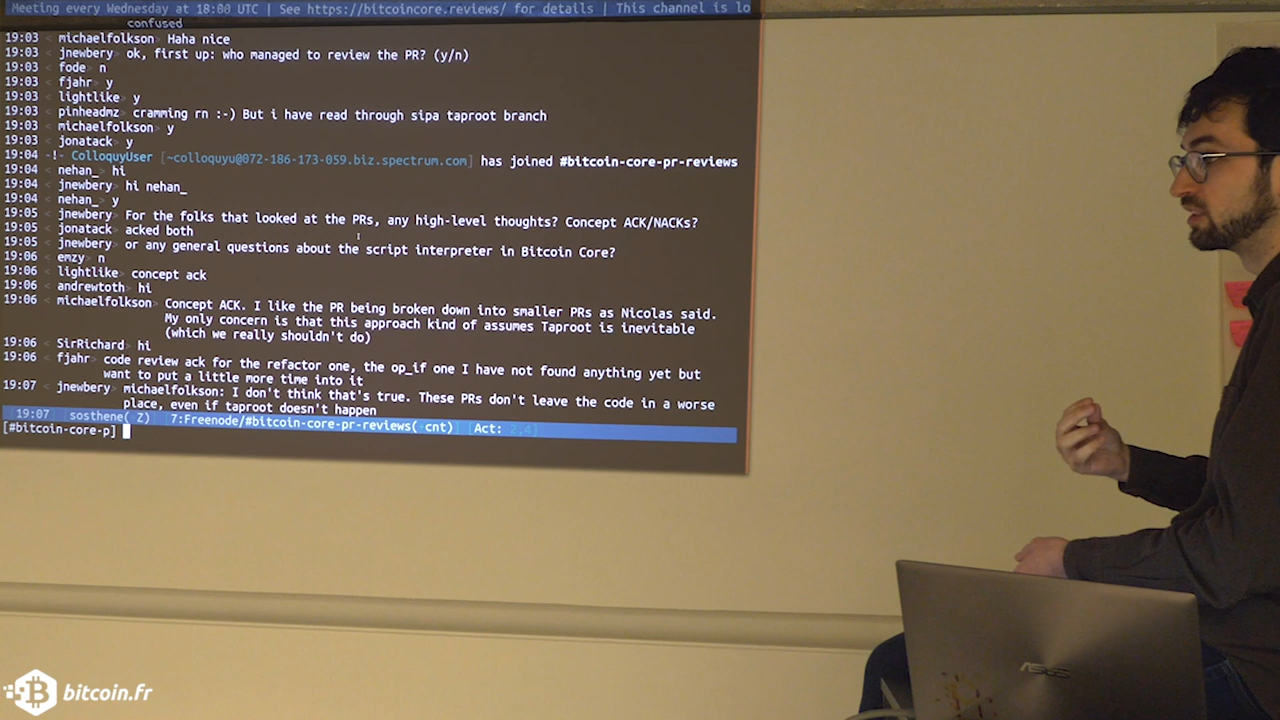 Meeting every Wednesday at 18:00 UTC | See https://bitcoincore.reviews/ for details | This channel is lo
confused
19:03 < michaelfolkson> Haha nice
19:03 < jnewbery> ok, first up: who managed to review the PR? (y/n)
19:03 < fode> n
19:03 < fjahr> y
19:03 < lightlike> y
19:03 < pinheadmz> cramming rn :-) But i have read through sipa taproot branch
19:03 < michaelfolkson> y
19:03 < jonatack> y
19:04 -!- ColloquyUser [~colloquyu@072-186-173-059.biz.spectrum.com] has joined #bitcoin-core-pr-reviews
19:04 < nehan_> hi
19:04 < jnewbery> hi nehan_
19:04 < nehan_> y
19:05 < jnewbery> For the folks that looked at the PRs, any high-level thoughts? Concept ACK/NACKs?
19:05 < jonatack> acked both
19:05 < jnewbery> or any general questions about the script interpreter in Bitcoin Core?
19:06 < emzy> n
19:06 < lightlike> concept ack
19:06 < andrewtoth> hi
19:06 < michaelfolkson> Concept ACK. I like the PR being broken down into smaller PRs as Nicolas said.
My only concern is that this approach kind of assumes Taproot is inevitable
(which we really shouldn't do)
19:06 < SirRichard> hi
19:06 < fjahr> code review ack for the refactor one, the op_if one I have not found anything yet but
want to put a little more time into it
19:07 < jnewbery> michaelfolkson: I don't think that's true. These PRs don't leave the code in a worse
place, even if taproot doesn't happen
19:07 sosthene( Z) 7:Freenode/#bitcoin-core-pr-reviews( cnt) [Act: 2,4]
[#bitcoin-core-p]
ASUS
bitcoin.fr